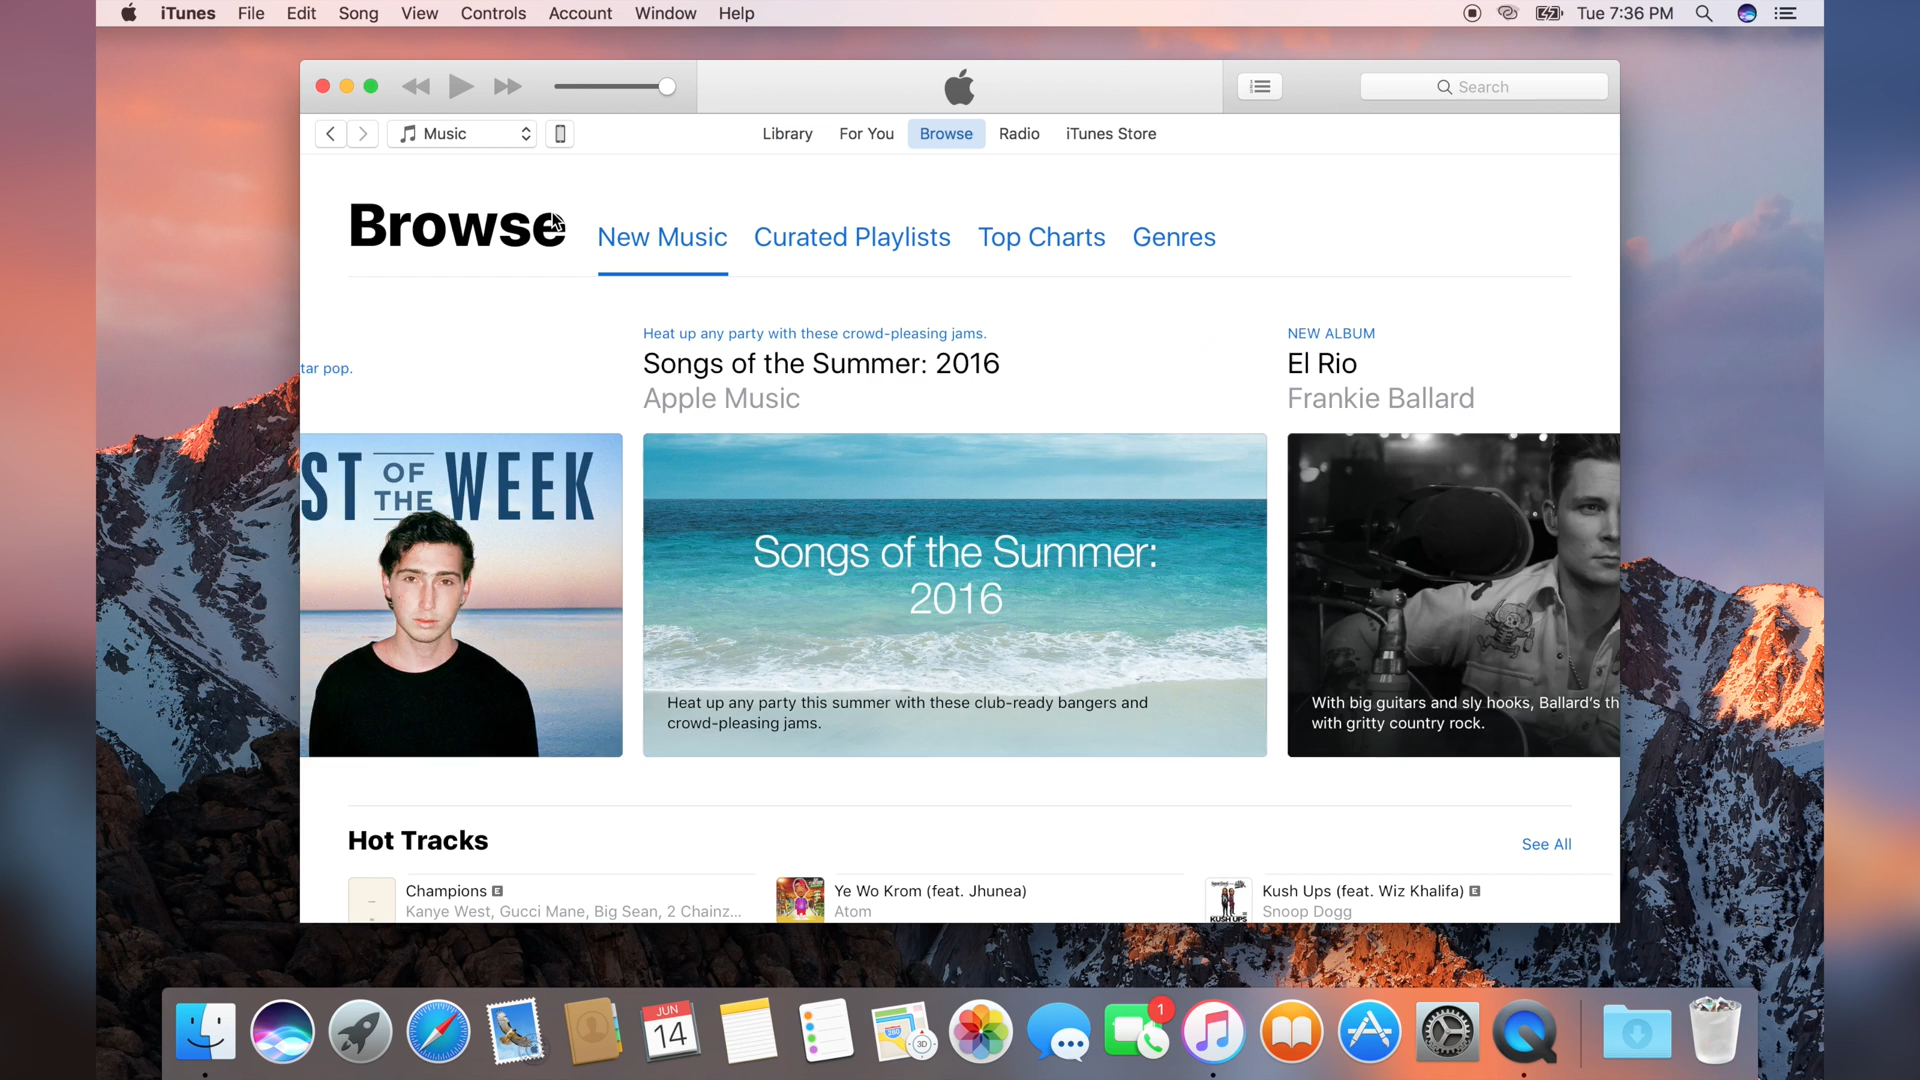 iTunes File Edit Song View Controls Account Window Help
Tue 7:36 PM
Search
Music
Library For You Browse Radio iTunes Store
Browse New Music Curated Playlists Top Charts Genres
tar pop.
ST OF THE WEEK
Heat up any party with these crowd-pleasing jams.
Songs of the Summer: 2016
Apple Music
Songs of the Summer:
2016
Heat up any party this summer with these club-ready bangers and
crowd-pleasing jams.
NEW ALBUM
El Rio
Frankie Ballard
With big guitars and sly hooks, Ballard's th
with gritty country rock.
Hot Tracks
See All
Champions E
Kanye West, Gucci Mane, Big Sean, 2 Chainz...
Ye Wo Krom (feat. Jhunea)
Atom
KUSH UPS
Kush Ups (feat. Wiz Khalifa) E
Snoop Dogg
JUN
14
3D
1